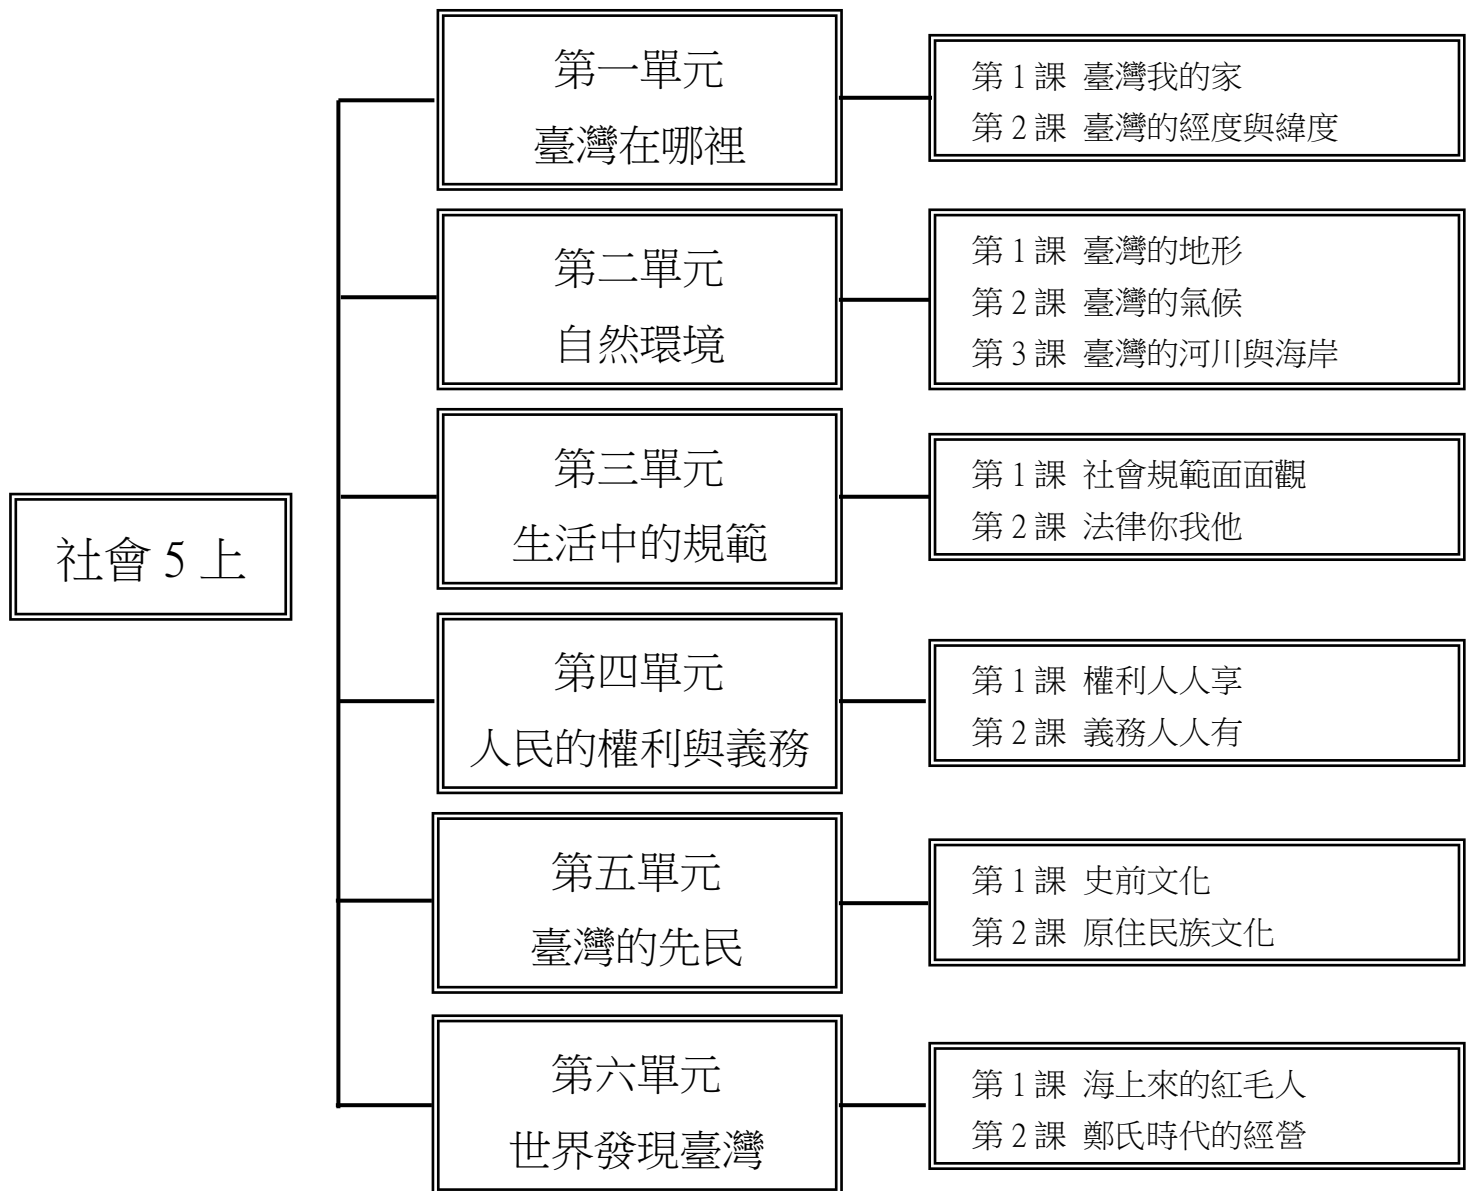 社會 5 上
第一單元
臺灣在哪裡
第 1 課 臺灣我的家
第 2 課 臺灣的經度與緯度
第二單元
自然環境
第 1 課 臺灣的地形
第 2 課 臺灣的氣候
第 3 課 臺灣的河川與海岸
第三單元
生活中的規範
第 1 課 社會規範面面觀
第 2 課 法律你我他
第四單元
人民的權利與義務
第 1 課 權利人人享
第 2 課 義務人人有
第五單元
臺灣的先民
第 1 課 史前文化
第 2 課 原住民族文化
第六單元
世界發現臺灣
第 1 課 海上來的紅毛人
第 2 課 鄭氏時代的經營